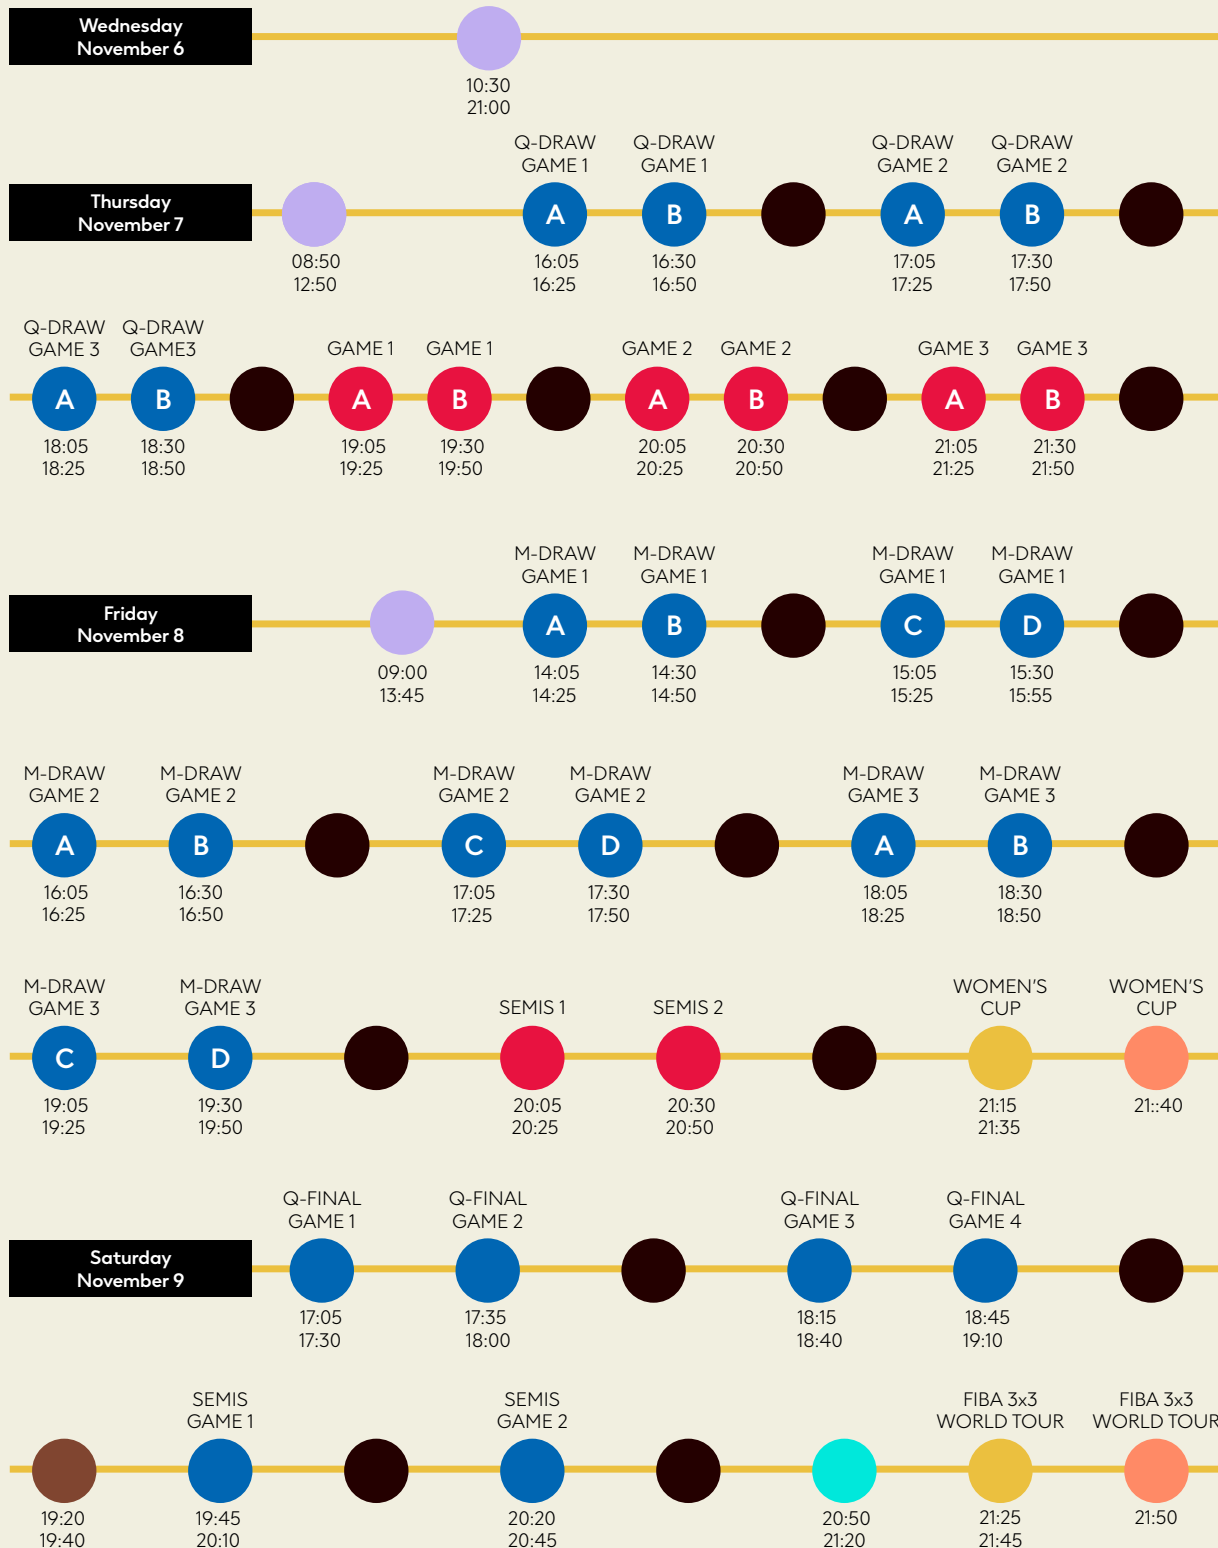 Wednesday
November 6
10:30
21:00
Q-DRAW GAME 1
Q-DRAW GAME 1
Q-DRAW GAME 2
Q-DRAW GAME 2
Thursday
November 7
A B A B
08:50 16:05 16:30 17:05 17:30
12:50 16:25 16:50 17:25 17:50
Q-DRAW Q-DRAW
GAME 3 GAME3 GAME 1 GAME 1 GAME 2 GAME 2 GAME 3 GAME 3
A B A B A B A B
18:05 18:30 19:05 19:30 20:05 20:30 21:05 21:30
18:25 18:50 19:25 19:50 20:25 20:50 21:25 21:50
M-DRAW M-DRAW M-DRAW M-DRAW
GAME 1 GAME 1 GAME 1 GAME 1
Friday
November 8
A B C D
09:00 14:05 14:30 15:05 15:30
13:45 14:25 14:50 15:25 15:55
M-DRAW M-DRAW M-DRAW M-DRAW M-DRAW M-DRAW
GAME 2 GAME 2 GAME 2 GAME 2 GAME 3 GAME 3
A B C D A B
16:05 16:30 17:05 17:30 18:05 18:30
16:25 16:50 17:25 17:50 18:25 18:50
M-DRAW M-DRAW WOMEN'S WOMEN'S
GAME 3 GAME 3 SEMIS 1 SEMIS 2 CUP CUP
C D
19:05 19:30 20:05 20:30 21:15 21::40
19:25 19:50 20:25 20:50 21:35
Q-FINAL Q-FINAL Q-FINAL Q-FINAL
GAME 1 GAME 2 GAME 3 GAME 4
Saturday
November 9
17:05 17:35 18:15 18:45
17:30 18:00 18:40 19:10
SEMIS SEMIS FIBA 3x3 FIBA 3x3
GAME 1 GAME 2 WORLD TOUR WORLD TOUR
19:20 19:45 20:20 20:50 21:25 21:50
19:40 20:10 20:45 21:20 21:45